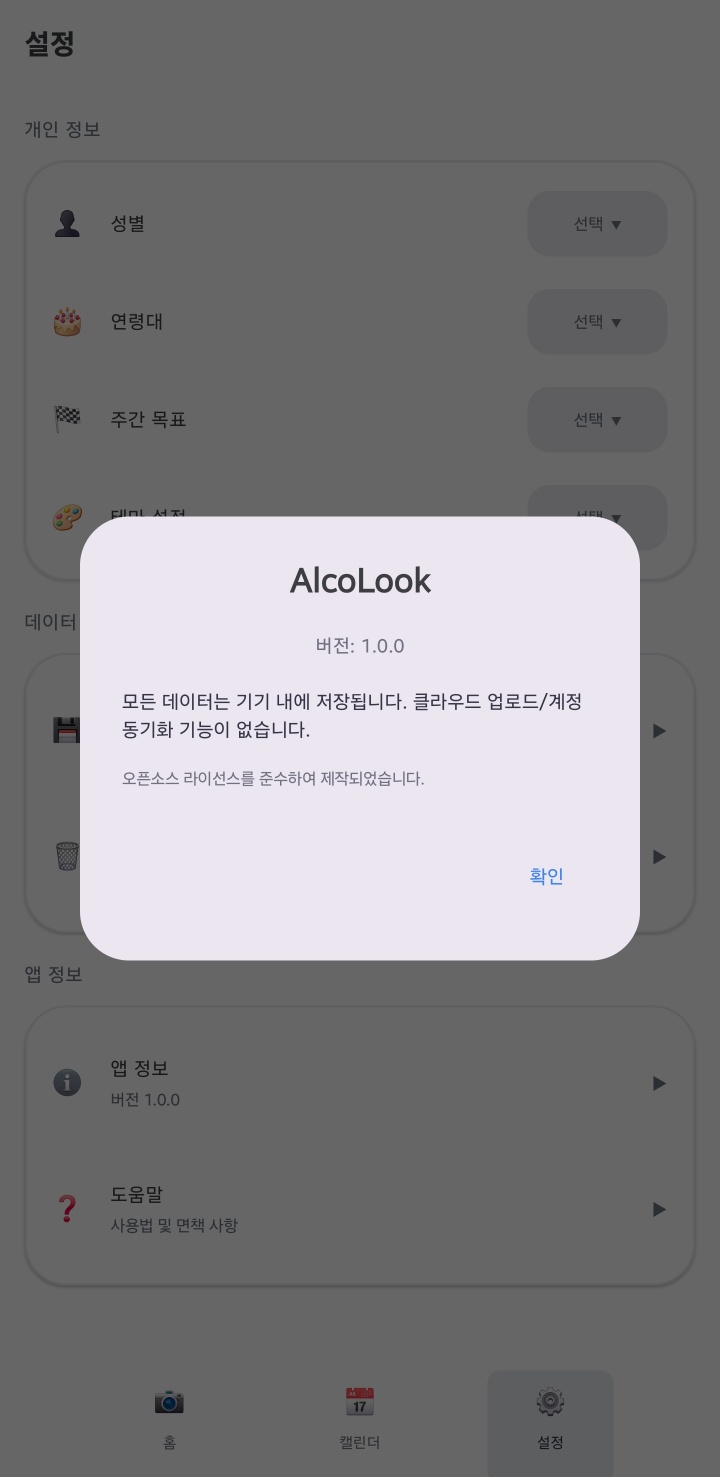 설정
개인 정보
성별
선택 ▼
연령대
선택 ▼
주간 목표
선택 ▼
테마 설정
선택 ▼
데이터
AlcoLook
버전: 1.0.0
모든 데이터는 기기 내에 저장됩니다. 클라우드 업로드/계정
동기화 기능이 없습니다.
오픈소스 라이선스를 준수하여 제작되었습니다.
확인
앱 정보
앱 정보
버전 1.0.0
도움말
사용법 및 면책 사항
홈
캘린더
설정